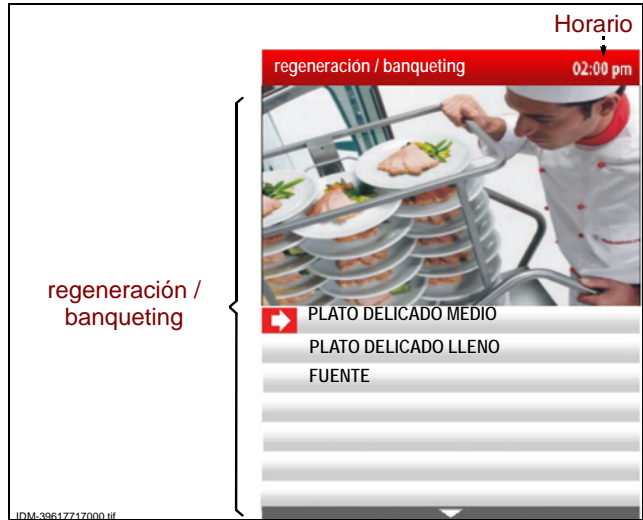 Horario
regeneración / banqueting 02:00 pm
regeneración /
banqueting
PLATO DELICADO MEDIO
PLATO DELICADO LLENO
FUENTE
IDM-39617717000.tif